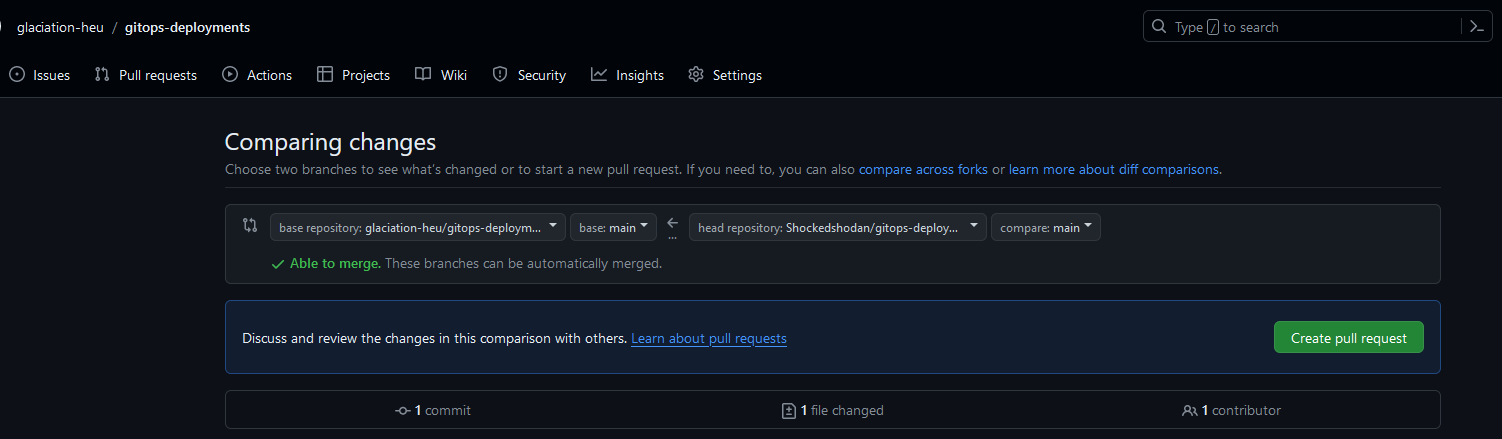 glaciation-heu / gitops-deployments
Type / to search
Issues Pull requests Actions Projects Wiki Security Insights Settings
Comparing changes
Choose two branches to see what's changed or to start a new pull request. If you need to, you can also compare across forks or learn more about diff comparisons.
base repository: glaciation-heu/gitops-deploym... base: main ... head repository: Shockedshodan/gitops-deploy... compare: main
Able to merge. These branches can be automatically merged.
Discuss and review the changes in this comparison with others. Learn about pull requests
Create pull request
1 commit 1 file changed 1 contributor